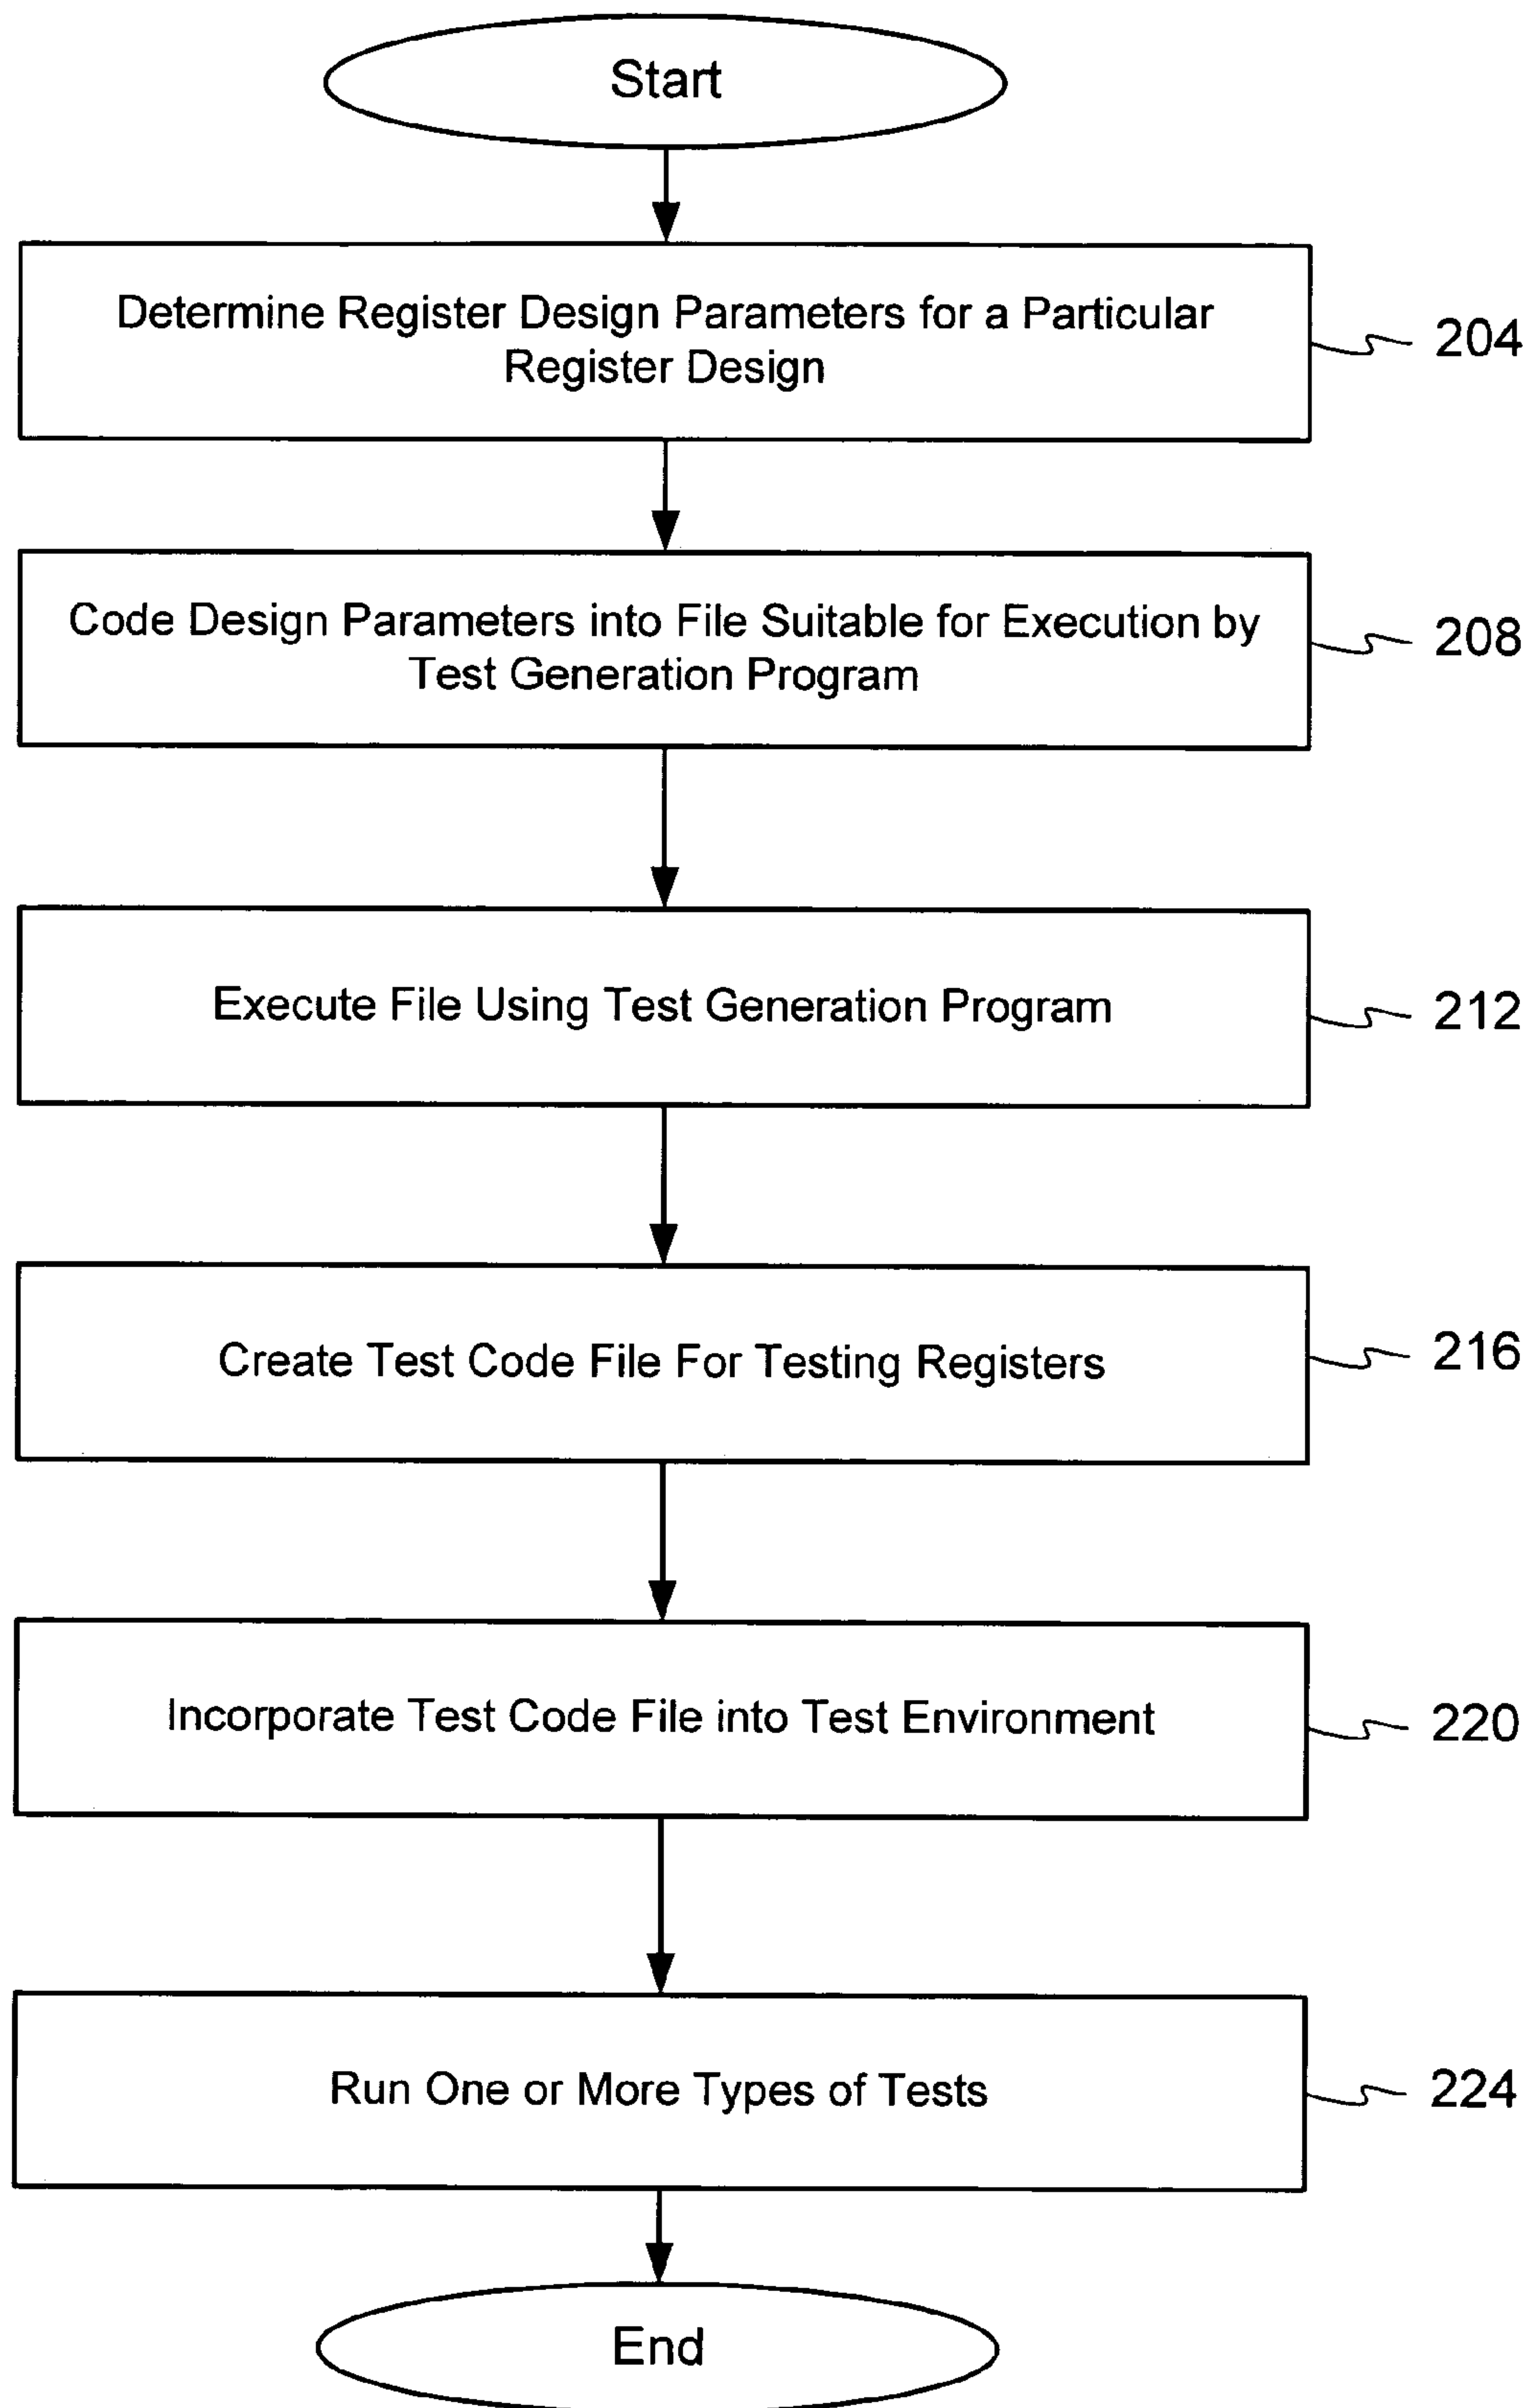 Start
Determine Register Design Parameters for a Particular
Register Design
204
Code Design Parameters into File Suitable for Execution by
Test Generation Program
208
Execute File Using Test Generation Program
212
Create Test Code File For Testing Registers
216
Incorporate Test Code File into Test Environment
220
Run One or More Types of Tests
224
End